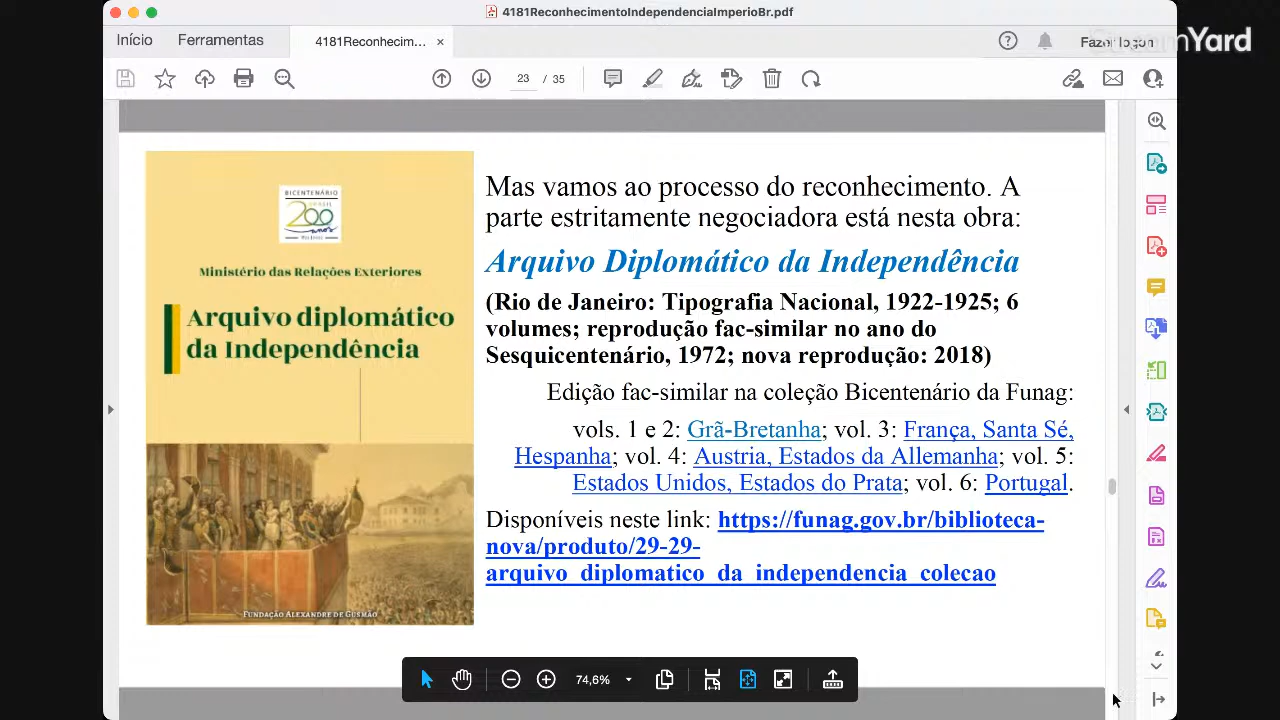 4181ReconhecimentoIndependenciaImperioBr.pdf
Início
Ferramentas
4181Reconhecim... ×
Fazer logon
Yard
23 / 35
BICENTENÁRIO
BRASIL
200
anos
Ministério das Relações Exteriores
Arquivo diplomático
da Independência
FUNDAÇÃO ALEXANDRE DE GUSMÃO
Mas vamos ao processo do reconhecimento. A
parte estritamente negociadora está nesta obra:
Arquivo Diplomático da Independência
(Rio de Janeiro: Tipografia Nacional, 1922-1925; 6
volumes; reprodução fac-similar no ano do
Sesquicentenário, 1972; nova reprodução: 2018)
Edição fac-similar na coleção Bicentenário da Funag:
vols. 1 e 2: Grã-Bretanha; vol. 3: França, Santa Sé,
Hespanha; vol. 4: Austria, Estados da Allemanha; vol. 5:
Estados Unidos, Estados do Prata; vol. 6: Portugal.
Disponíveis neste link: https://funag.gov.br/biblioteca-
nova/produto/29-29-
arquivo_diplomatico_da_independencia_colecao
74,6%